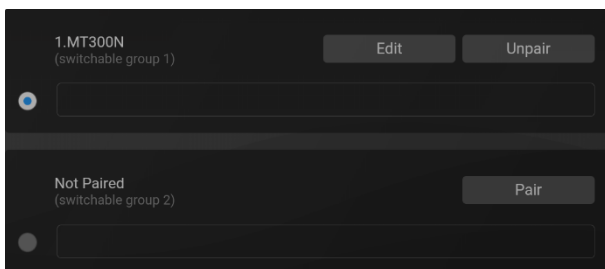 1.MT300N
(switchable group 1)
Edit
Unpair
Not Paired
(switchable group 2)
Pair